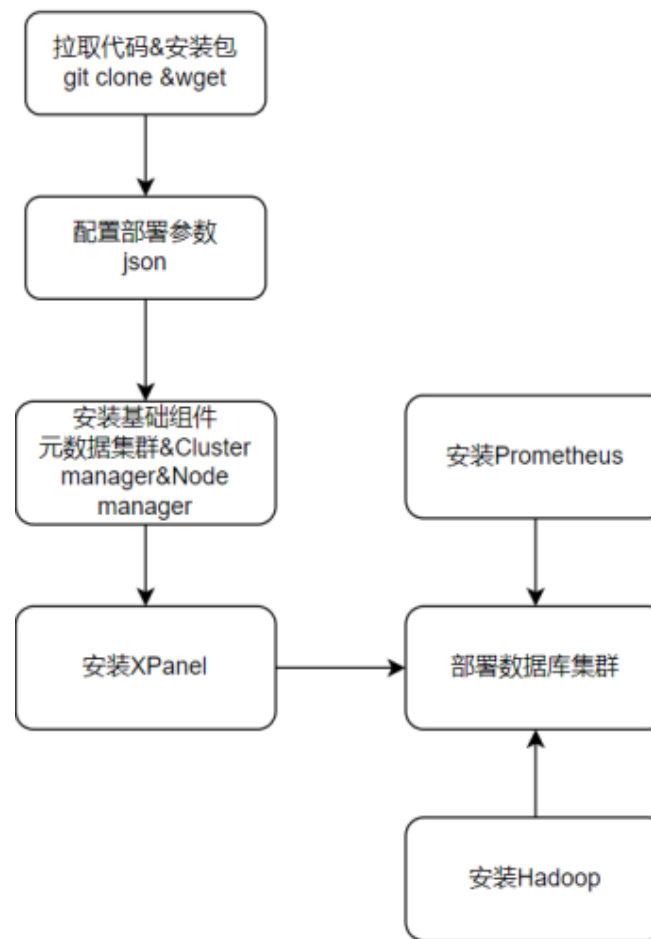 拉取代码&安装包
git clone &wget
配置部署参数
json
安装基础组件
元数据集群&Cluster
manager&Node
manager
安装Prometheus
安装XPanel
部署数据库集群
安装Hadoop